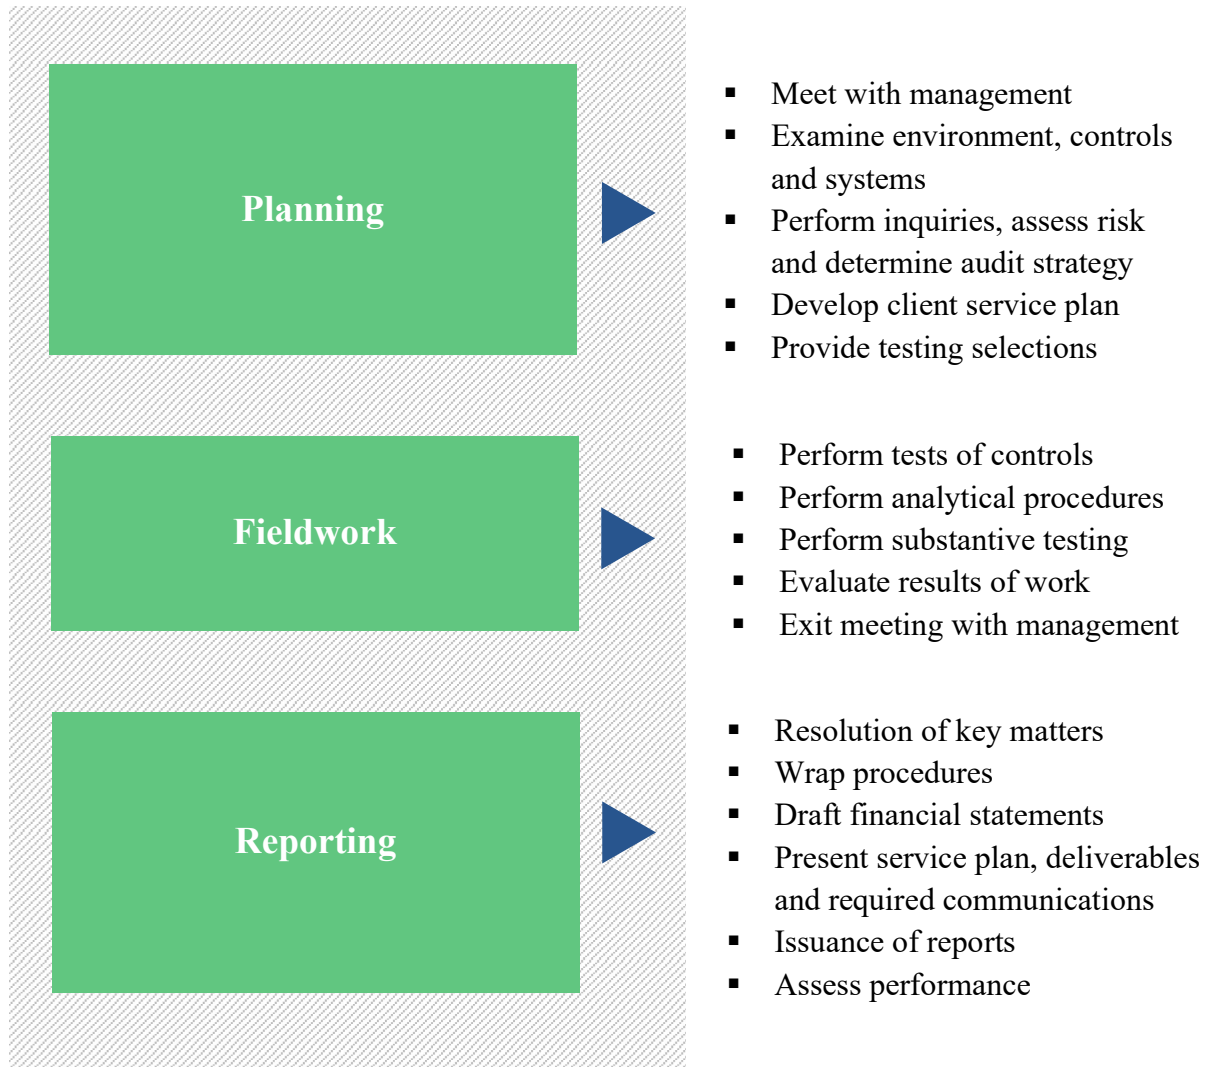 Planning
▪ Meet with management
▪ Examine environment, controls
and systems
▪ Perform inquiries, assess risk
and determine audit strategy
▪ Develop client service plan
▪ Provide testing selections
Fieldwork
▪ Perform tests of controls
▪ Perform analytical procedures
▪ Perform substantive testing
▪ Evaluate results of work
▪ Exit meeting with management
Reporting
▪ Resolution of key matters
▪ Wrap procedures
▪ Draft financial statements
▪ Present service plan, deliverables
and required communications
▪ Issuance of reports
▪ Assess performance